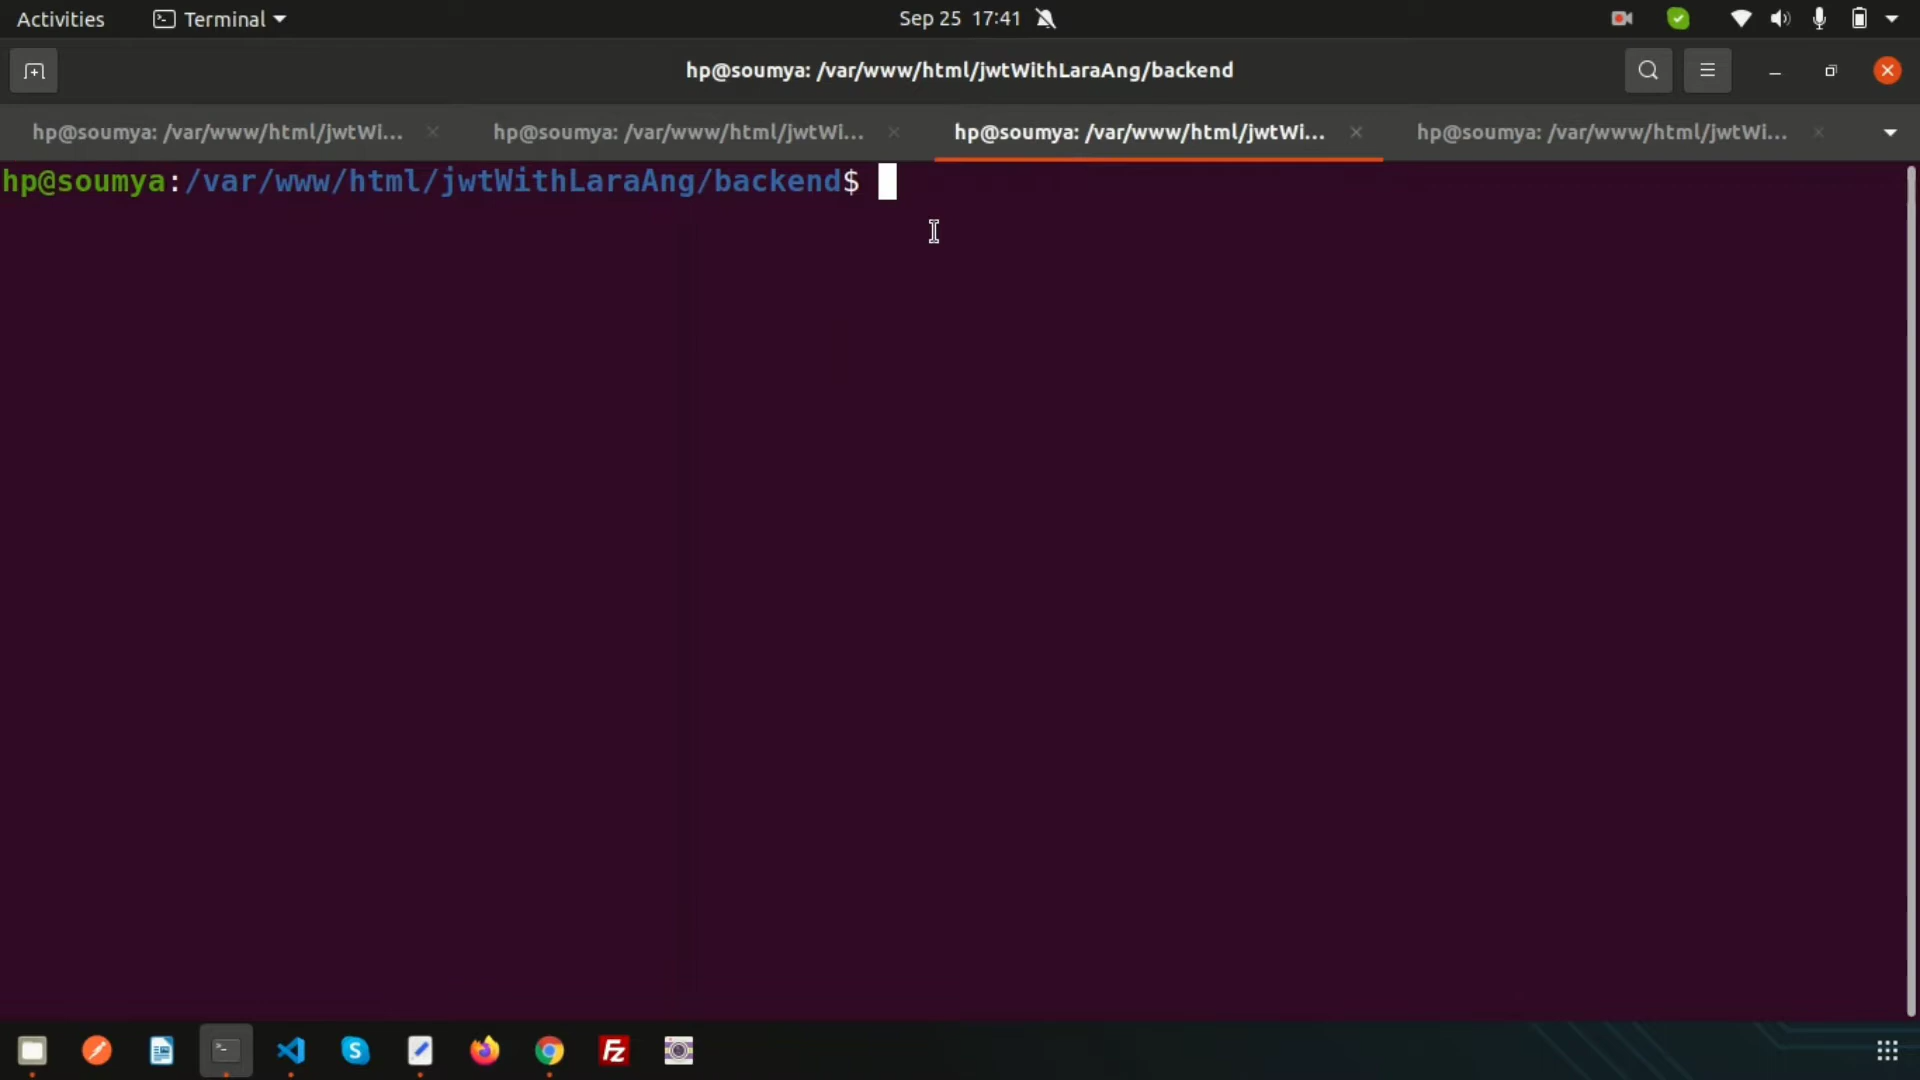 Activities
Terminal
Sep 25 17:41
hp@soumya: /var/www/html/jwtWithLaraAng/backend
hp@soumya: /var/www/html/jwtWi...
hp@soumya: /var/www/html/jwtWi...
hp@soumya: /var/www/html/jwtWi...
hp@soumya: /var/www/html/jwtWi...
hp@soumya:/var/www/html/jwtWithLaraAng/backend$